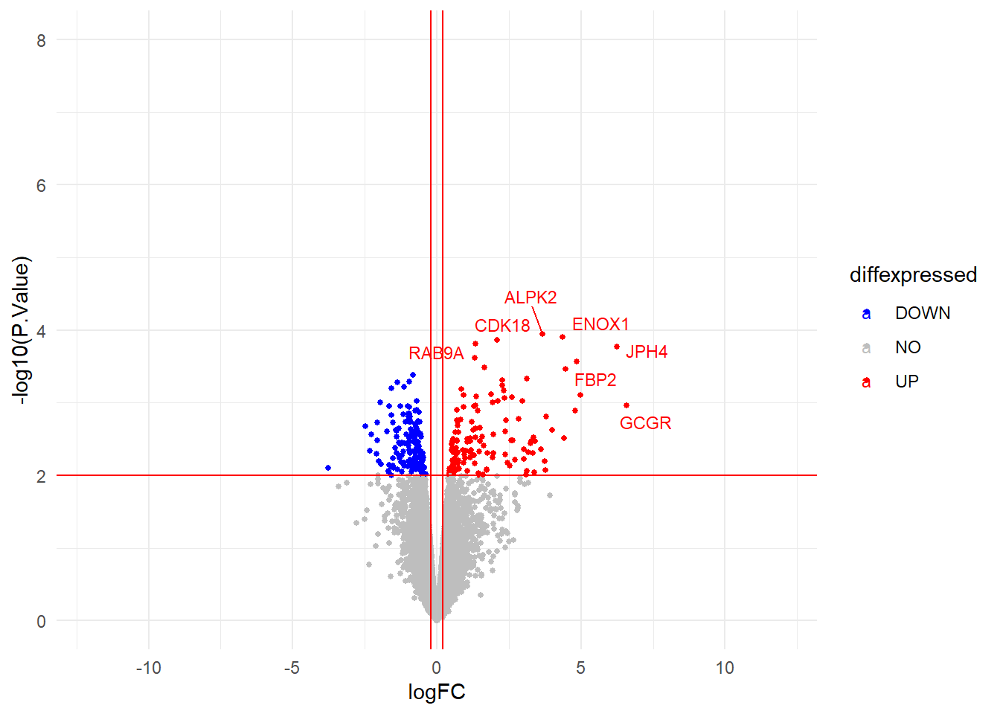 8
6
4
2
0
-log10(P.Value)
ALPK2
CDK18
ENOX1
RAB9A
JPH4
FBP2
GCGR
-10
-5
0
5
10
logFC
diffexpressed
a DOWN
a NO
a UP